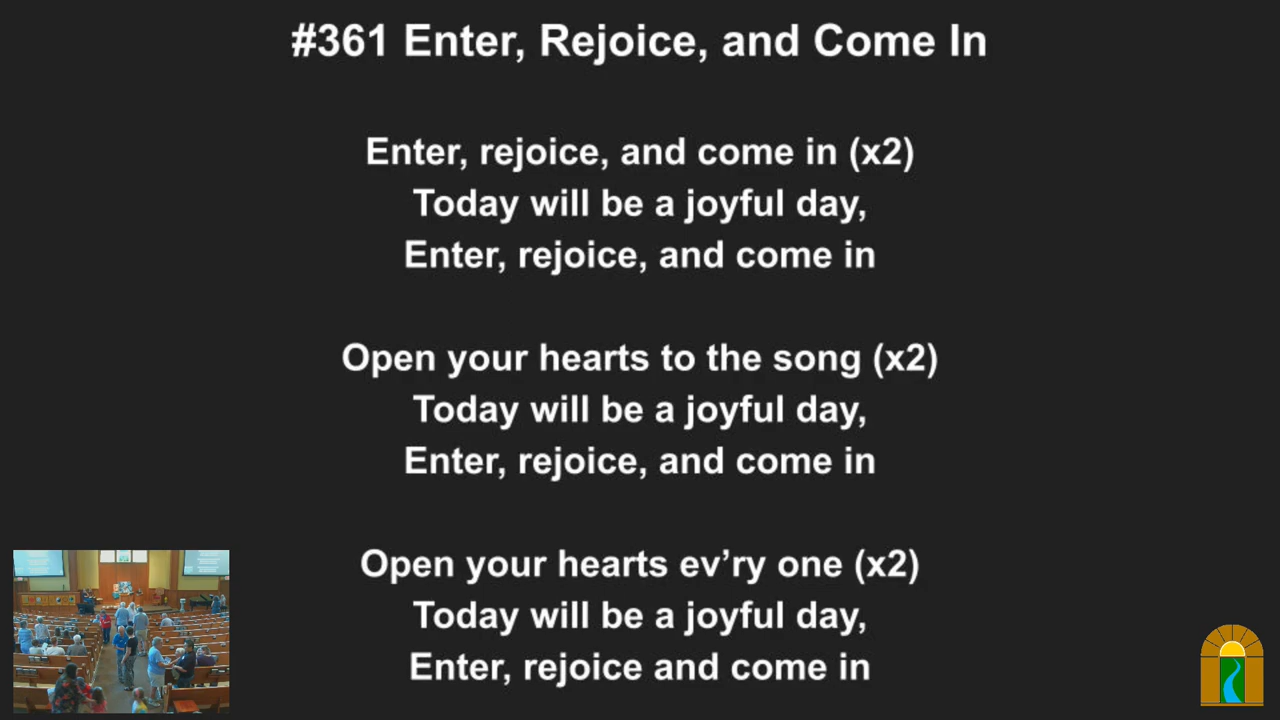 #361 Enter, Rejoice, and Come In
Enter, rejoice, and come in (x2)
Today will be a joyful day,
Enter, rejoice, and come in
Open your hearts to the song (x2)
Today will be a joyful day,
Enter, rejoice, and come in
Open your hearts ev’ry one (x2)
Today will be a joyful day,
Enter, rejoice and come in